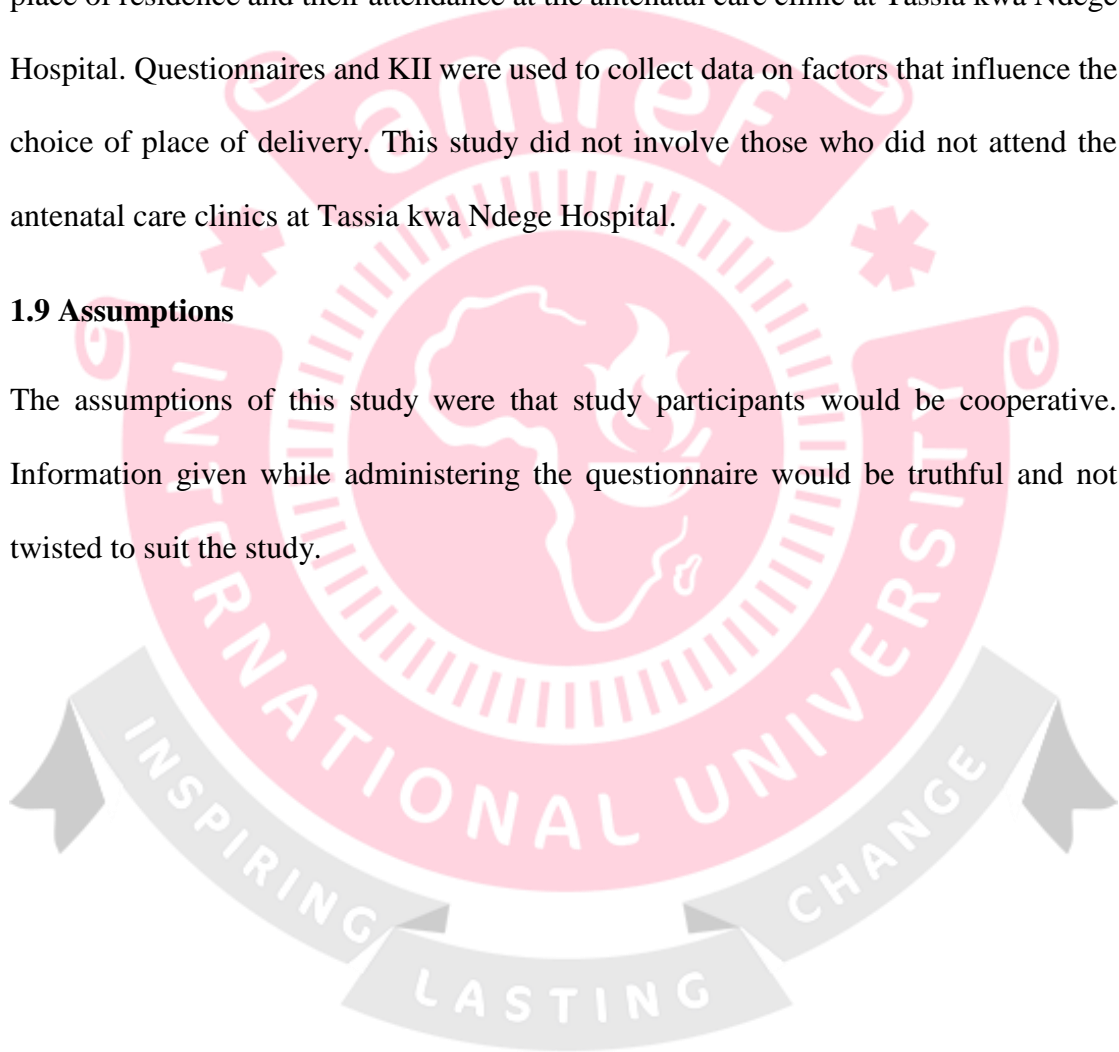 place of residence and their attendance at the antenatal care clinic at Tassia kwa Ndege
Hospital. Questionnaires and KII were used to collect data on factors that influence the
choice of place of delivery. This study did not involve those who did not attend the
antenatal care clinics at Tassia kwa Ndege Hospital.
1.9 Assumptions
The assumptions of this study were that study participants would be cooperative.
Information given while administering the questionnaire would be truthful and not
twisted to suit the study.
amref
INTERNATIONAL UNIVERSITY
INSPIRING LASTING CHANGE